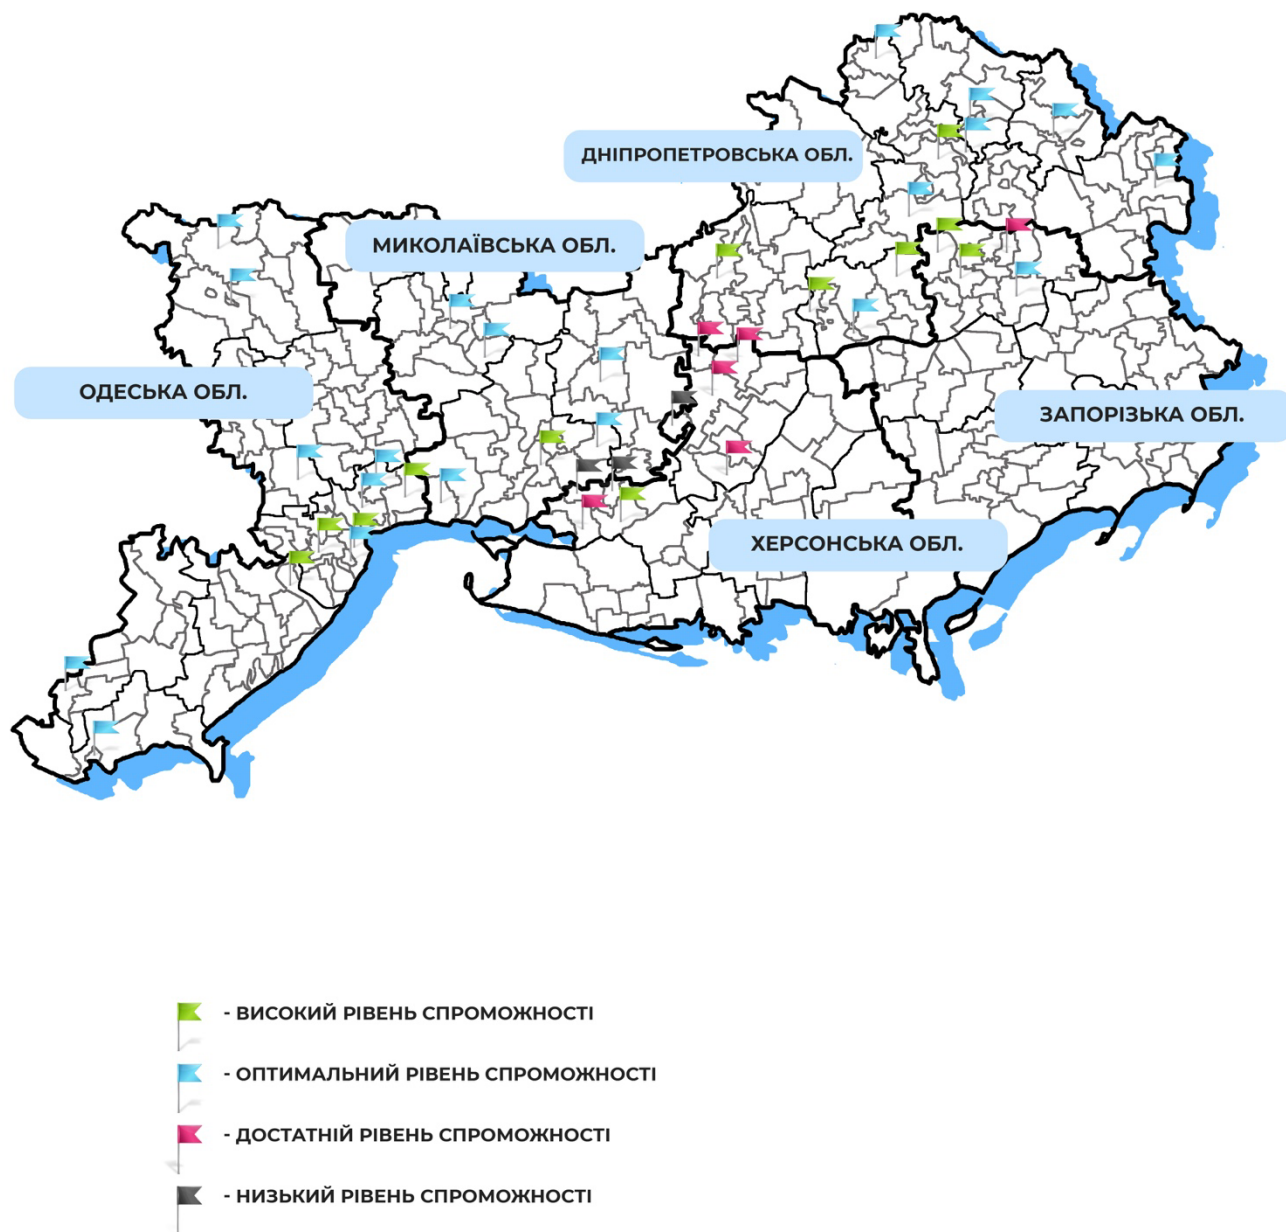 ДНІПРОПЕТРОВСЬКА ОБЛ.
МИКОЛАЇВСЬКА ОБЛ.
ОДЕСЬКА ОБЛ.
ЗАПОРІЗЬКА ОБЛ.
ХЕРСОНСЬКА ОБЛ.
- ВИСОКИЙ РІВЕНЬ СПРОМОЖНОСТІ
- ОПТИМАЛЬНИЙ РІВЕНЬ СПРОМОЖНОСТІ
- ДОСТАТНІЙ РІВЕНЬ СПРОМОЖНОСТІ
- НИЗЬКИЙ РІВЕНЬ СПРОМОЖНОСТІ